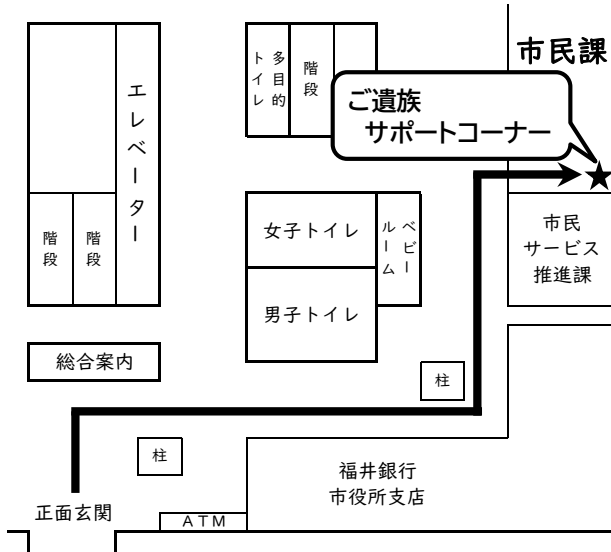 市民課
ご遺族
サポートコーナー
エレベーター
多目的
トイレ
階段
階段
階段
女子トイレ
ベビー
ルーム
男子トイレ
市民
サービス
推進課
総合案内
柱
柱
福井銀行
市役所支店
正面玄関
ATM